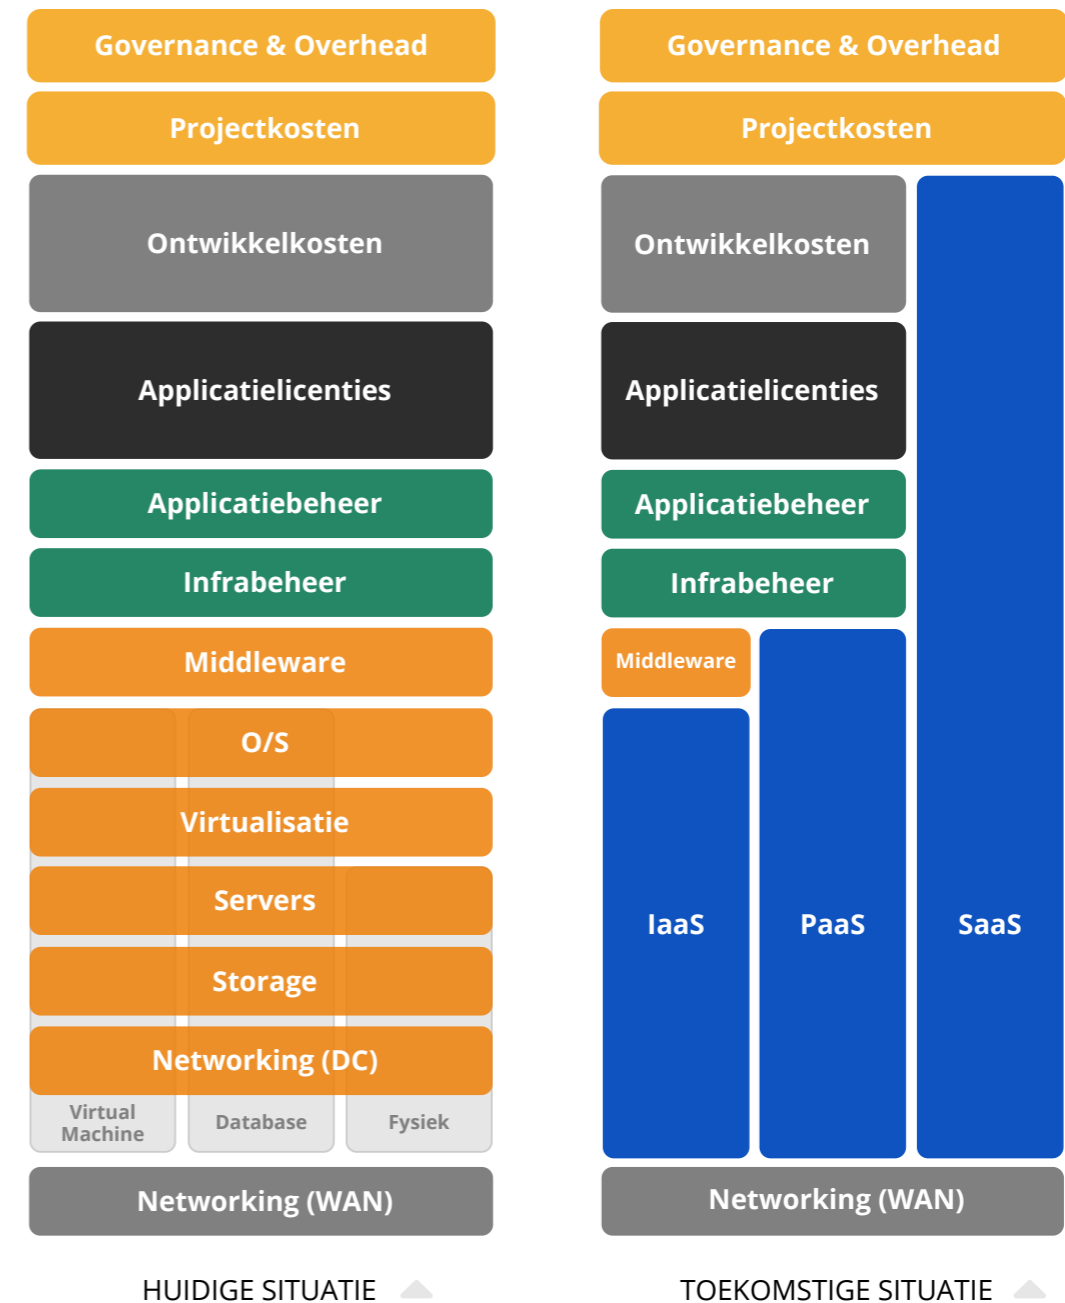 Governance & Overhead
Projectkosten
Ontwikkelkosten
Applicatielicenties
Applicatiebeheer
Infrabeheer
Middleware
O/S
Virtualisatie
Servers
Storage
Networking (DC)
Virtual
Machine
Database
Fysiek
Networking (WAN)
HUIDIGE SITUATIE
Governance & Overhead
Projectkosten
Ontwikkelkosten
Applicatielicenties
Applicatiebeheer
Infrabeheer
Middleware
IaaS
PaaS
SaaS
Networking (WAN)
TOEKOMSTIGE SITUATIE